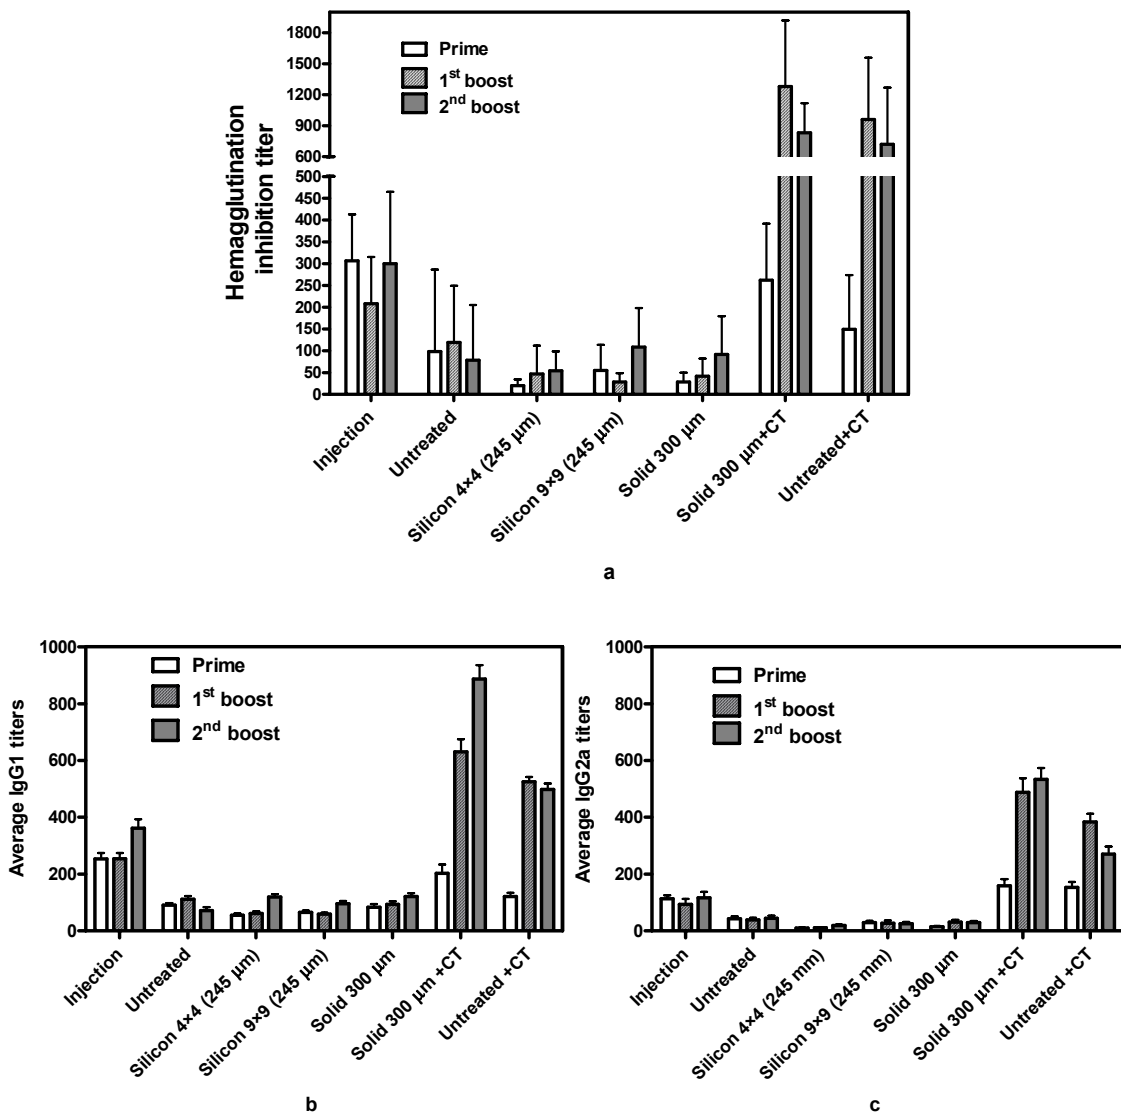 1800
1500
1200
900
600
500
450
400
350
300
250
200
150
100
50
0
Hemagglutination
inhibition titer
Prime
1st boost
2nd boost
Injection
Untreated
Silicon 4×4 (245 µm)
Silicon 9×9 (245 µm)
Solid 300 µm
Solid 300 µm+CT
Untreated+CT
a
1000
800
600
400
200
0
Average IgG1 titers
Prime
1st boost
2nd boost
Injection
Untreated
Silicon 4×4 (245 µm)
Silicon 9×9 (245 µm)
Solid 300 µm
Solid 300 µm +CT
Untreated +CT
b
1000
800
600
400
200
0
Average IgG2a titers
Prime
1st boost
2nd boost
Injection
Untreated
Silicon 4×4 (245 mm)
Silicon 9×9 (245 mm)
Solid 300 µm
Solid 300 µm +CT
Untreated +CT
c